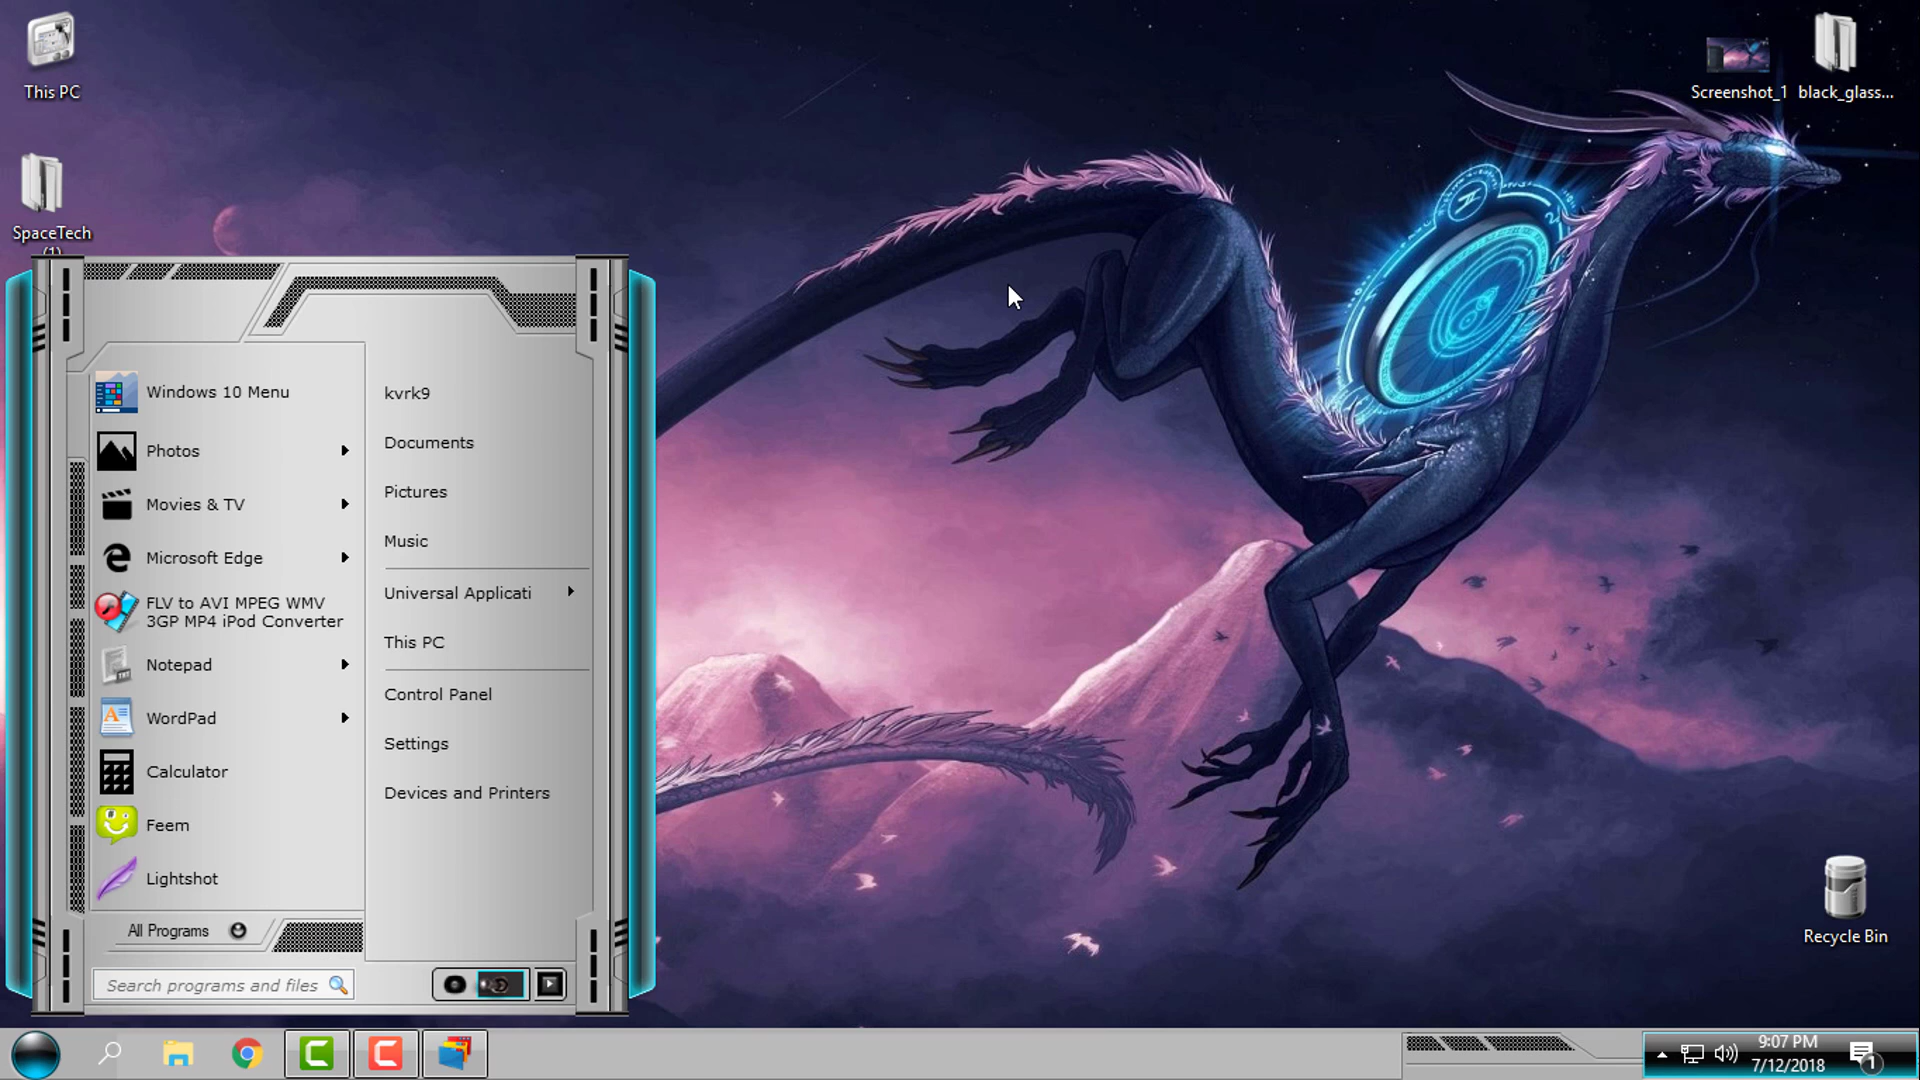 This PC
SpaceTech
(1)
Screenshot_1
black_glass...
Windows 10 Menu
Photos
Movies & TV
Microsoft Edge
FLV to AVI MPEG WMV
3GP MP4 iPod Converter
Notepad
WordPad
Calculator
Feem
Lightshot
All Programs
Search programs and files
kvrk9
Documents
Pictures
Music
Universal Applicati
This PC
Control Panel
Settings
Devices and Printers
Recycle Bin
9:07 PM
7/12/2018
1